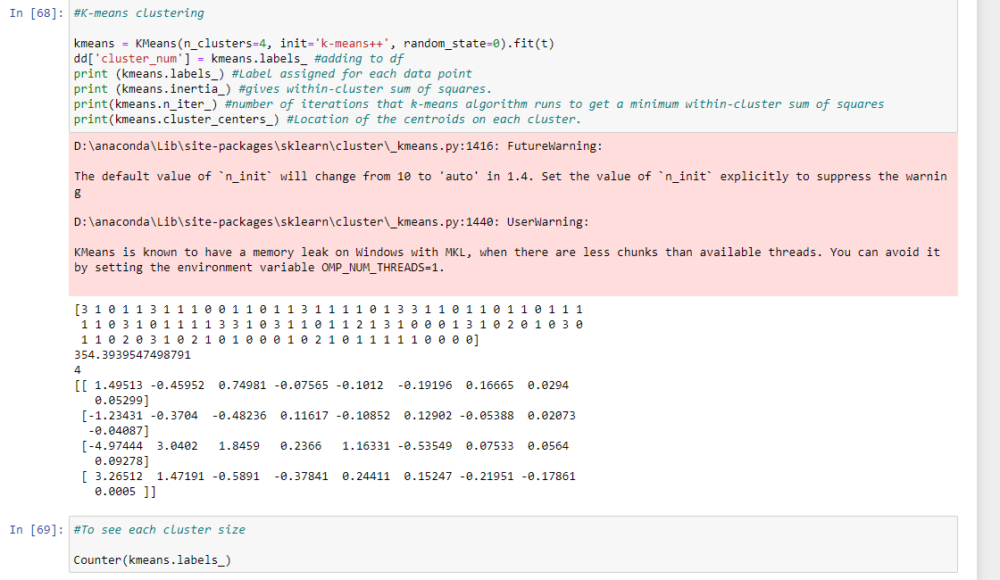 In [68]: #K-means clustering
kmeans = KMeans(n_clusters=4, init='k-means++', random_state=0).fit(t)
dd['cluster_num'] = kmeans.labels_ #adding to df
print (kmeans.labels_) #Label assigned for each data point
print (kmeans.inertia_) #gives within-cluster sum of squares.
print(kmeans.n_iter_) #number of iterations that k-means algorithm runs to get a minimum within-cluster sum of squares
print(kmeans.cluster_centers_) #Location of the centroids on each cluster.
D:\anaconda\Lib\site-packages\sklearn\cluster\_kmeans.py:1416: FutureWarning:
The default value of `n_init` will change from 10 to 'auto' in 1.4. Set the value of `n_init` explicitly to suppress the warnin
g
D:\anaconda\Lib\site-packages\sklearn\cluster\_kmeans.py:1440: UserWarning:
KMeans is known to have a memory leak on Windows with MKL, when there are less chunks than available threads. You can avoid it
by setting the environment variable OMP_NUM_THREADS=1.
[3 1 0 1 1 3 1 1 1 0 0 1 1 0 1 1 3 1 1 1 1 0 1 3 3 1 1 0 1 1 0 1 1 0 1 1 1
1 1 0 3 1 0 1 1 1 1 3 3 1 0 3 1 1 0 1 1 2 1 3 1 0 0 0 1 3 1 0 2 0 1 0 3 0
1 1 0 2 0 3 1 0 2 1 0 1 0 0 0 1 0 2 1 0 1 1 1 1 1 0 0 0 0]
354.3939547498791
4
[[ 1.49513 -0.45952 0.74981 -0.07565 -0.1012 -0.19196 0.16665 0.0294
0.05299]
[-1.23431 -0.3704 -0.48236 0.11617 -0.10852 0.12902 -0.05388 0.02073
-0.04087]
[-4.97444 3.0402 1.8459 0.2366 1.16331 -0.53549 0.07533 0.0564
0.09278]
[ 3.26512 1.47191 -0.5891 -0.37841 0.24411 0.15247 -0.21951 -0.17861
0.0005 ]]
In [69]: #To see each cluster size
Counter(kmeans.labels_)